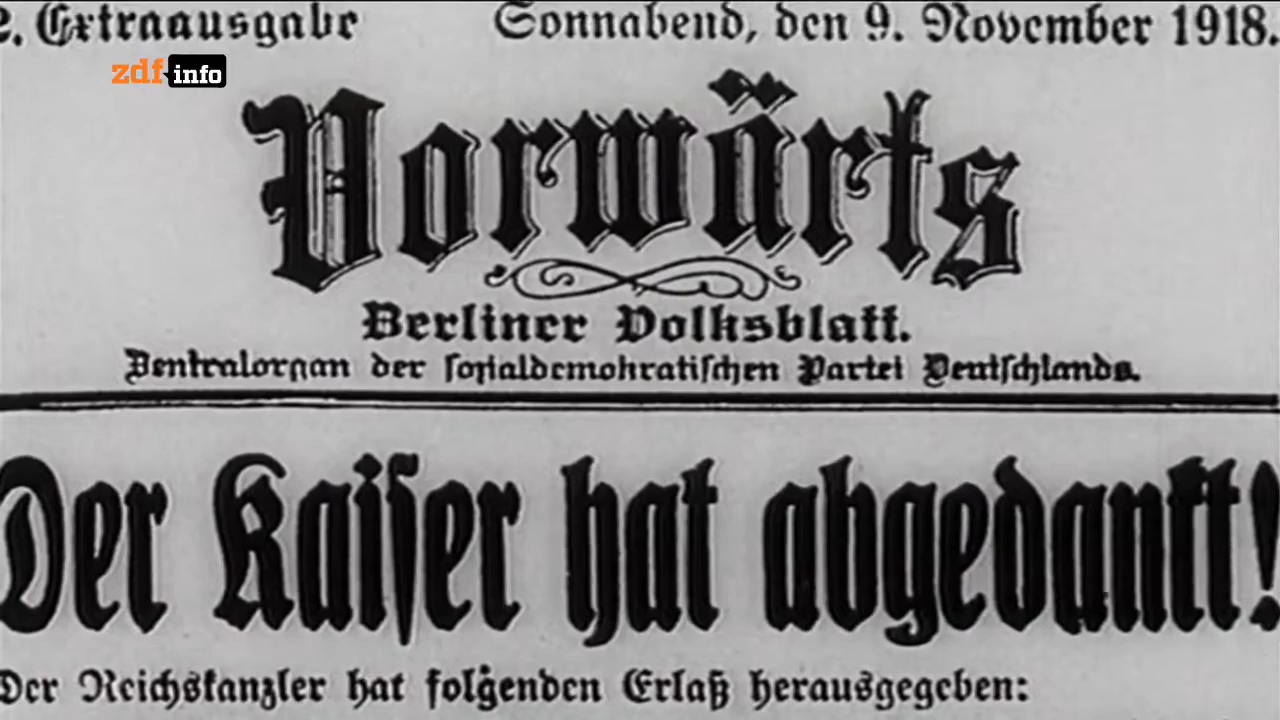 2. Extraausgabe Sonnabend, den 9. November 1918.
zdf info
Vorwärts
Berliner Volksblatt.
Zentralorgan der sozialdemokratischen Partei Deutschlands.
Der Kaiser hat abgedankt!
Der Reichskanzler hat folgenden Erlaß herausgegeben: